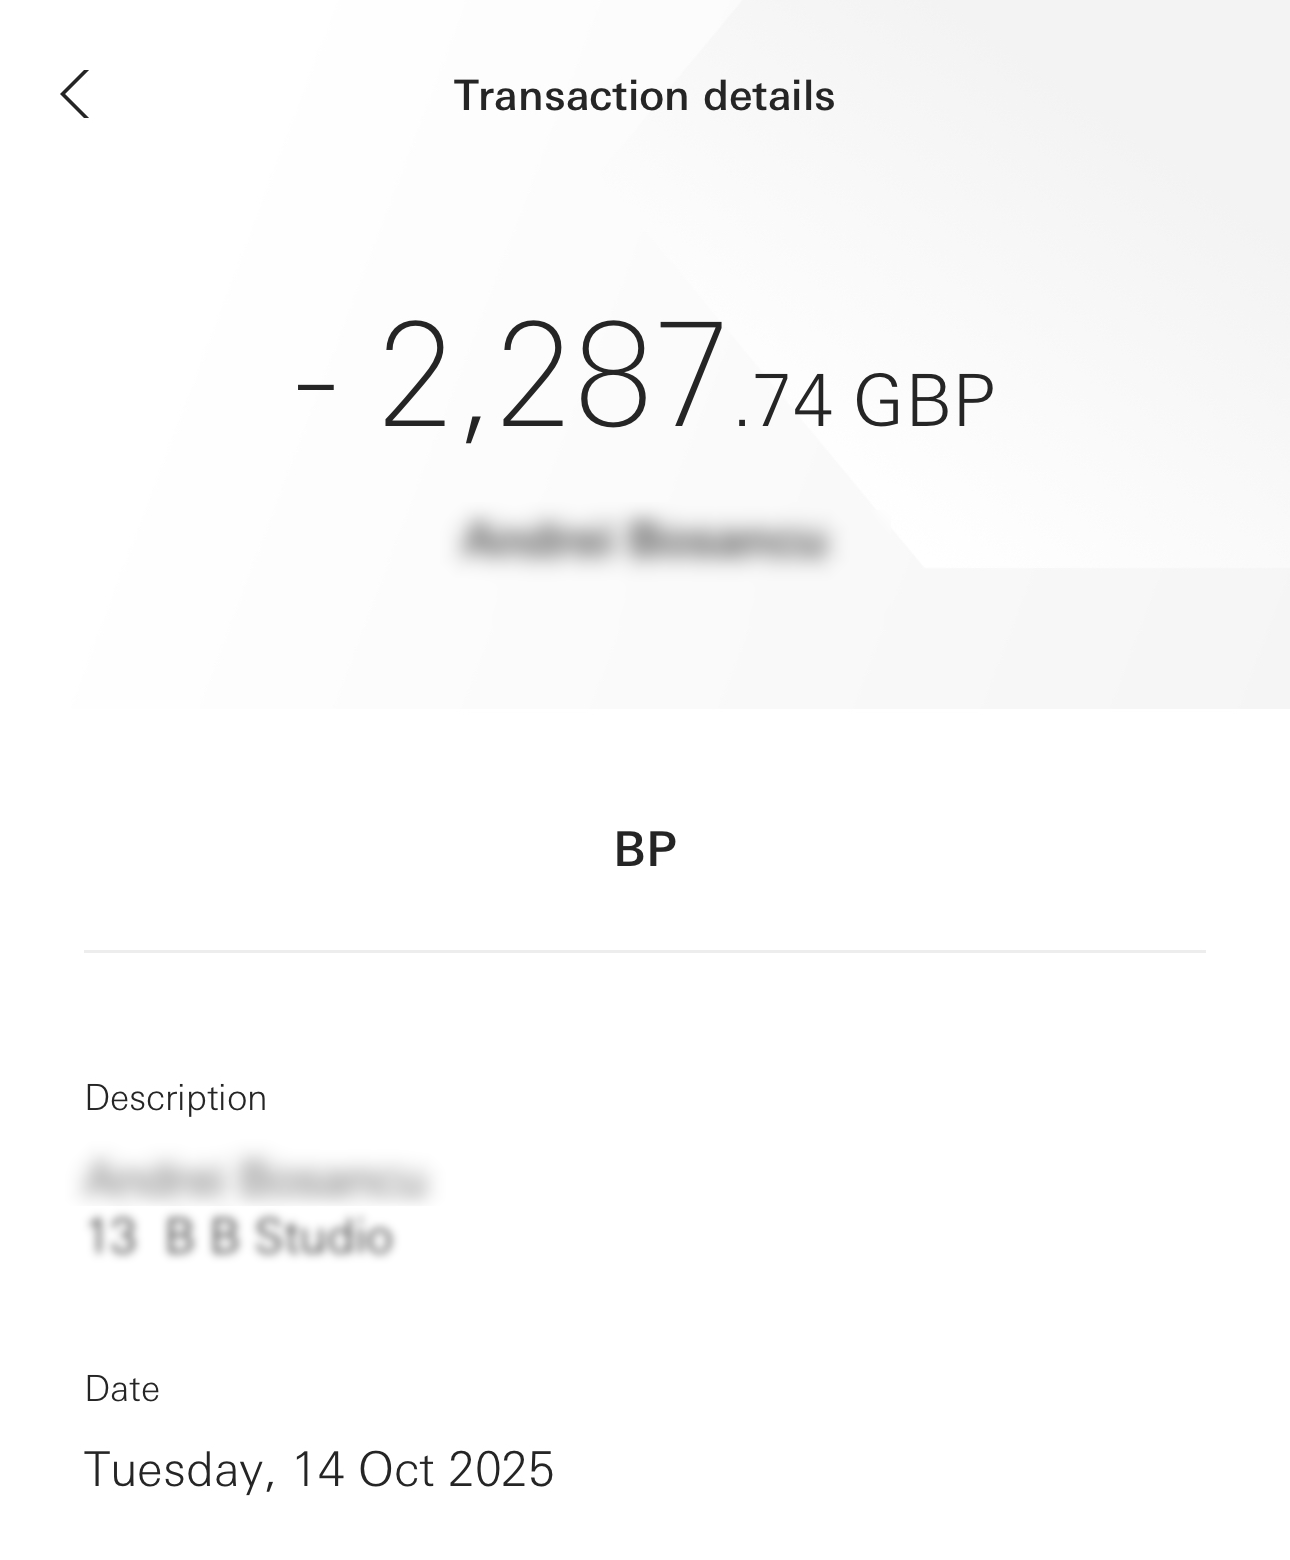 Transaction details
- 2,287.74 GBP
BP
Description
Date
Tuesday, 14 Oct 2025